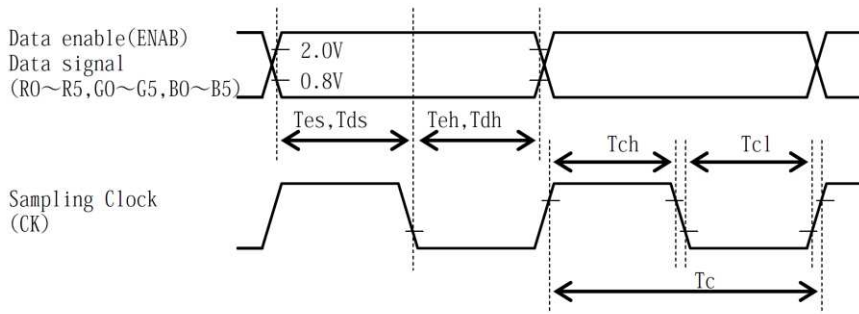 Data enable(ENAB)
Data signal
(R0～R5,G0～G5,B0～B5)
2.0V
0.8V
Tes,Tds
Teh,Tdh
Tch
Tcl
Sampling Clock
(CK)
Tc